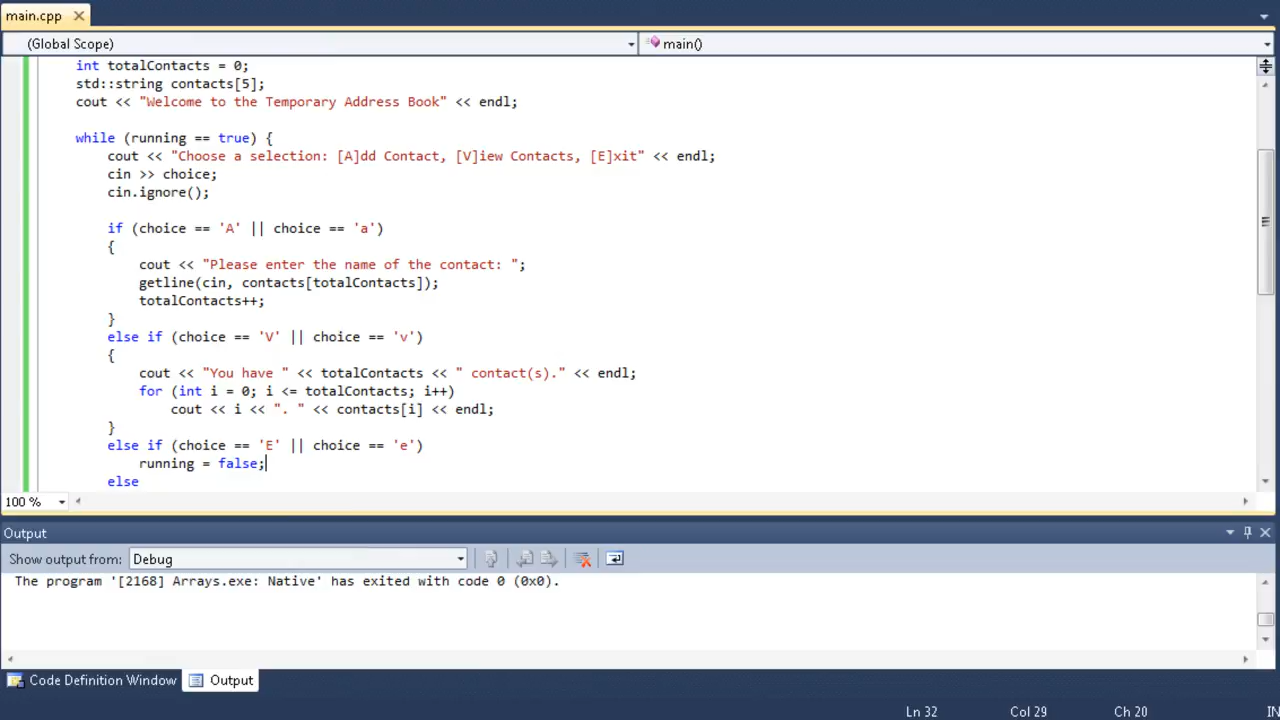 main.cpp
(Global Scope) main()
int totalContacts = 0;
std::string contacts[5];
cout << "Welcome to the Temporary Address Book" << endl;
while (running == true) {
cout << "Choose a selection: [A]dd Contact, [V]iew Contacts, [E]xit" << endl;
cin >> choice;
cin.ignore();
if (choice == 'A' || choice == 'a')
{
cout << "Please enter the name of the contact: ";
getline(cin, contacts[totalContacts]);
totalContacts++;
}
else if (choice == 'V' || choice == 'v')
{
cout << "You have " << totalContacts << " contact(s)." << endl;
for (int i = 0; i <= totalContacts; i++)
cout << i << ". " << contacts[i] << endl;
}
else if (choice == 'E' || choice == 'e')
running = false;
else
100 %
Output
Show output from: Debug
The program '[2168] Arrays.exe: Native' has exited with code 0 (0x0).
Code Definition Window Output
Ln 32 Col 29 Ch 20 IN